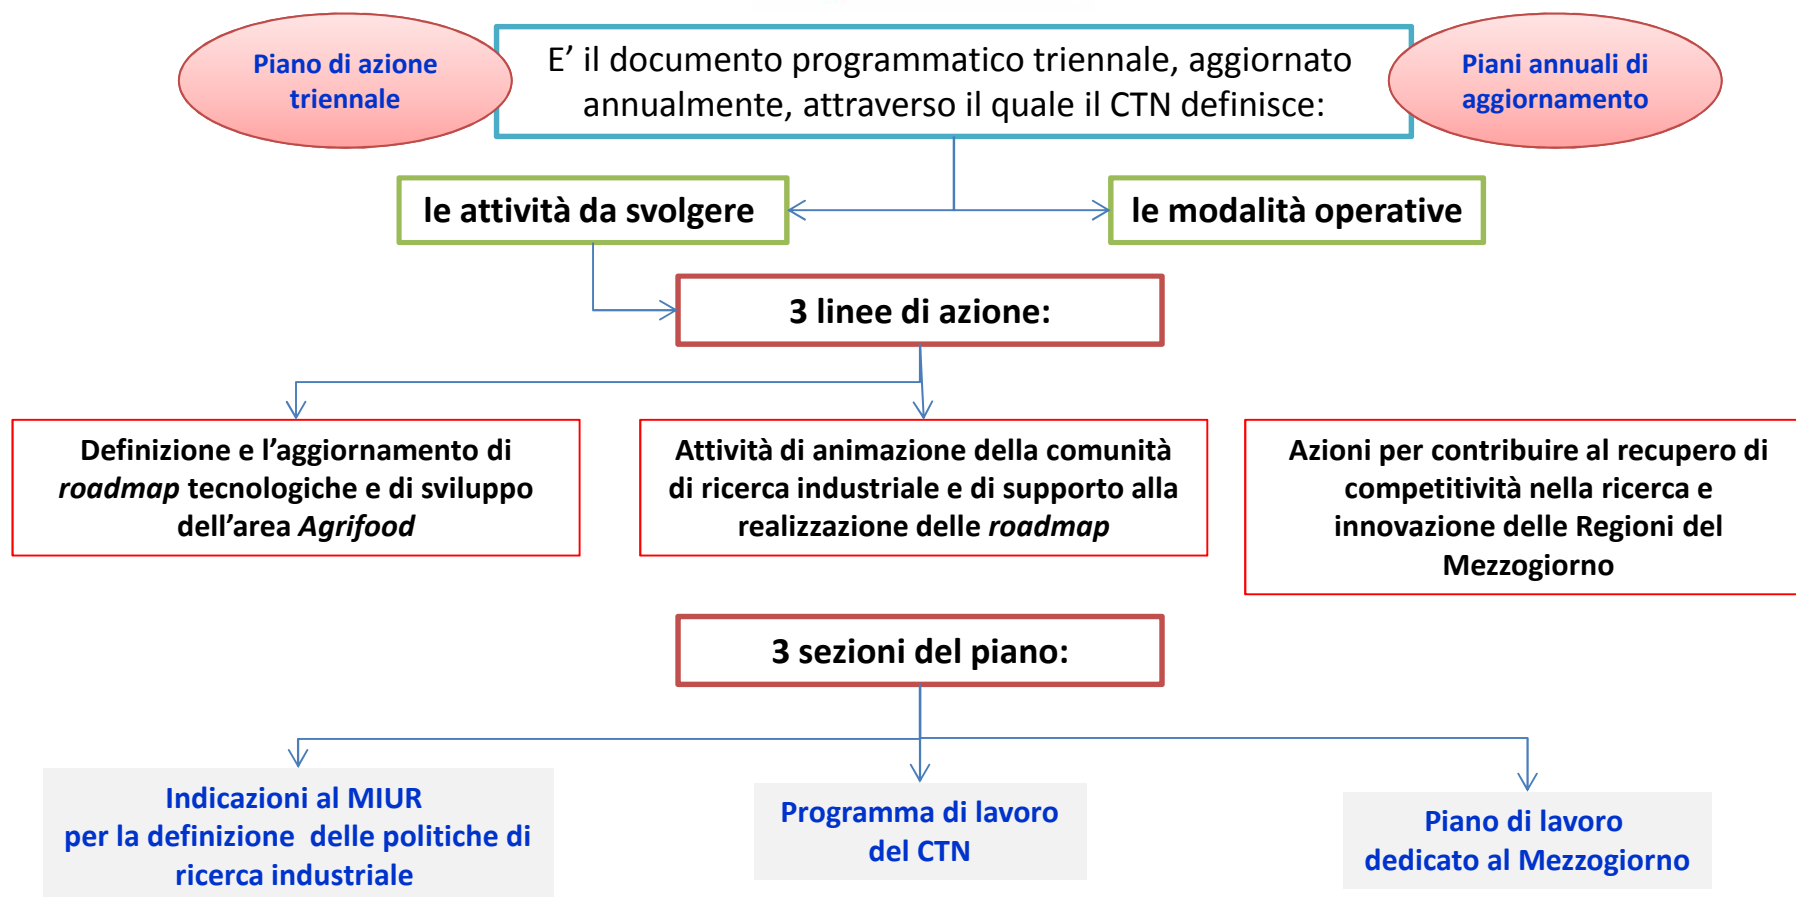 Piano di azione
triennale
E’ il documento programmatico triennale, aggiornato
annualmente, attraverso il quale il CTN definisce:
Piani annuali di
aggiornamento
le attività da svolgere
le modalità operative
3 linee di azione:
Definizione e l’aggiornamento di
roadmap tecnologiche e di sviluppo
dell’area Agrifood
Attività di animazione della comunità
di ricerca industriale e di supporto alla
realizzazione delle roadmap
Azioni per contribuire al recupero di
competitività nella ricerca e
innovazione delle Regioni del
Mezzogiorno
3 sezioni del piano:
Indicazioni al MIUR
per la definizione  delle politiche di
ricerca industriale
Programma di lavoro
del CTN
Piano di lavoro
dedicato al Mezzogiorno